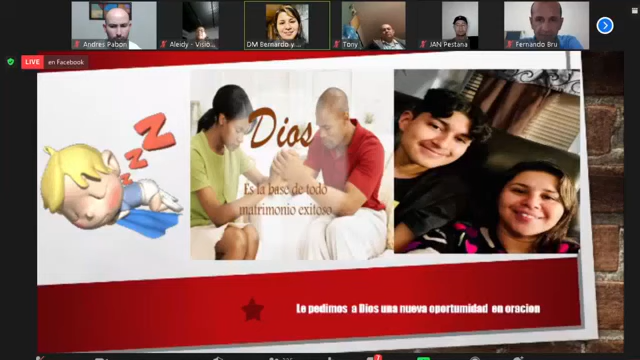 Andres Pabon
Aleidy - Visio...
DM Bernardo y ...
Tony
JAN Pestana
Fernando Bru
LIVE
en Facebook
Z
Z
Z
Z
Dios
Es la base de todo
matrimonio exitoso
Le pedimos a Dios una nueva oportunidad en oracion